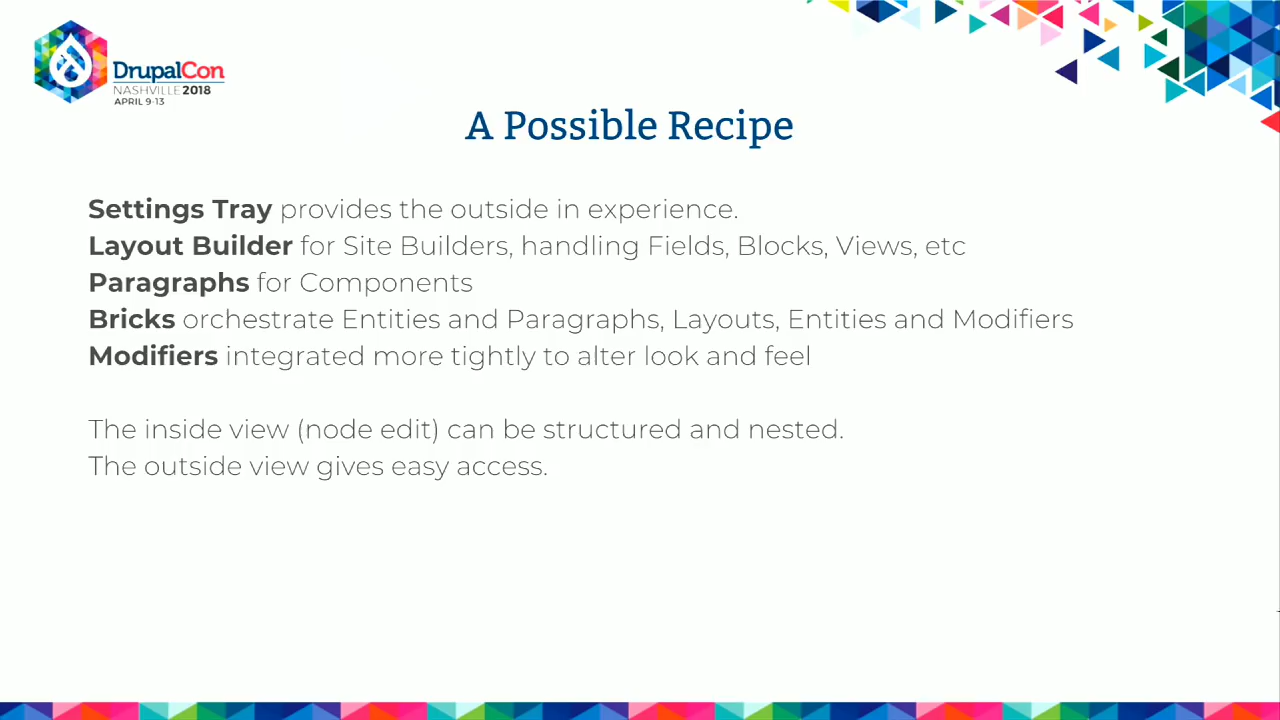 DrupalCon
NASHVILLE 2018
APRIL 9-13
A Possible Recipe
Settings Tray provides the outside in experience.
Layout Builder for Site Builders, handling Fields, Blocks, Views, etc
Paragraphs for Components
Bricks orchestrate Entities and Paragraphs, Layouts, Entities and Modifiers
Modifiers integrated more tightly to alter look and feel
The inside view (node edit) can be structured and nested.
The outside view gives easy access.